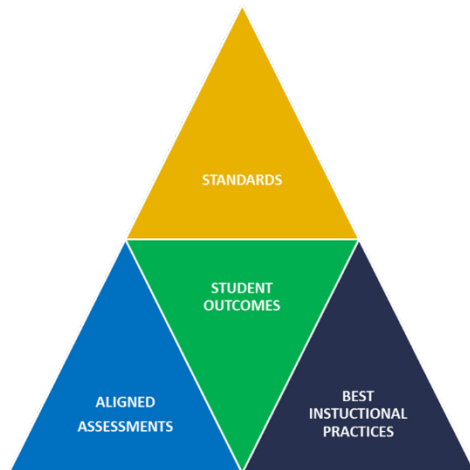 STANDARDS
STUDENT
OUTCOMES
ALIGNED
ASSESSMENTS
BEST
INSTUCTIONAL
PRACTICES